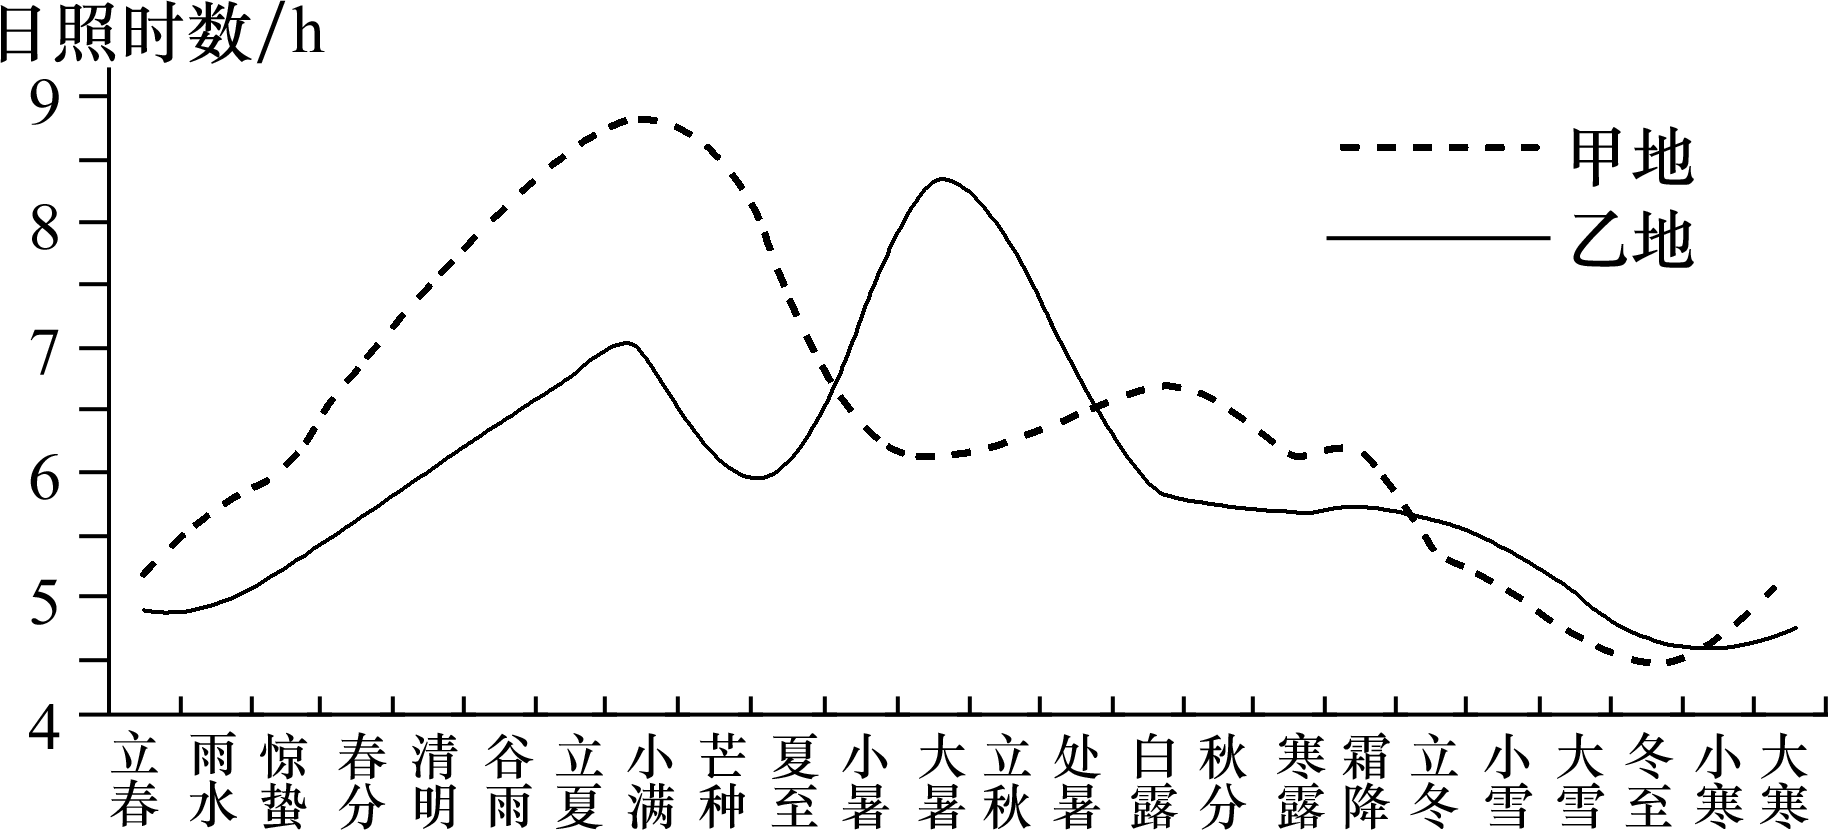 日照时数/h
9
8
7
6
5
4
甲地
乙地
立春
雨水
惊蛰
春分
清明
谷雨
立夏
小满
芒种
夏至
小暑
大暑
立秋
处暑
白露
秋分
寒露
霜降
立冬
小雪
大雪
冬至
小寒
大寒